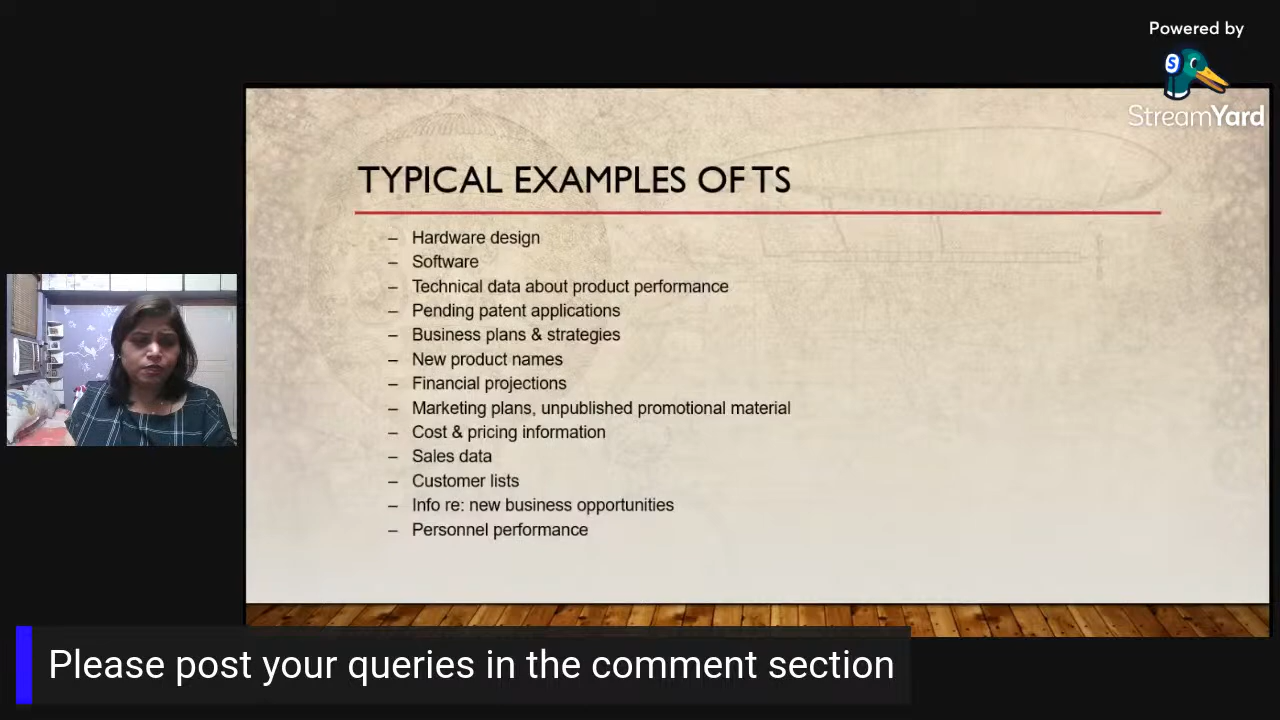 Powered by
S
StreamYard
TYPICAL EXAMPLES OF TS
– Hardware design
– Software
– Technical data about product performance
– Pending patent applications
– Business plans & strategies
– New product names
– Financial projections
– Marketing plans, unpublished promotional material
– Cost & pricing information
– Sales data
– Customer lists
– Info re: new business opportunities
– Personnel performance
Please post your queries in the comment section